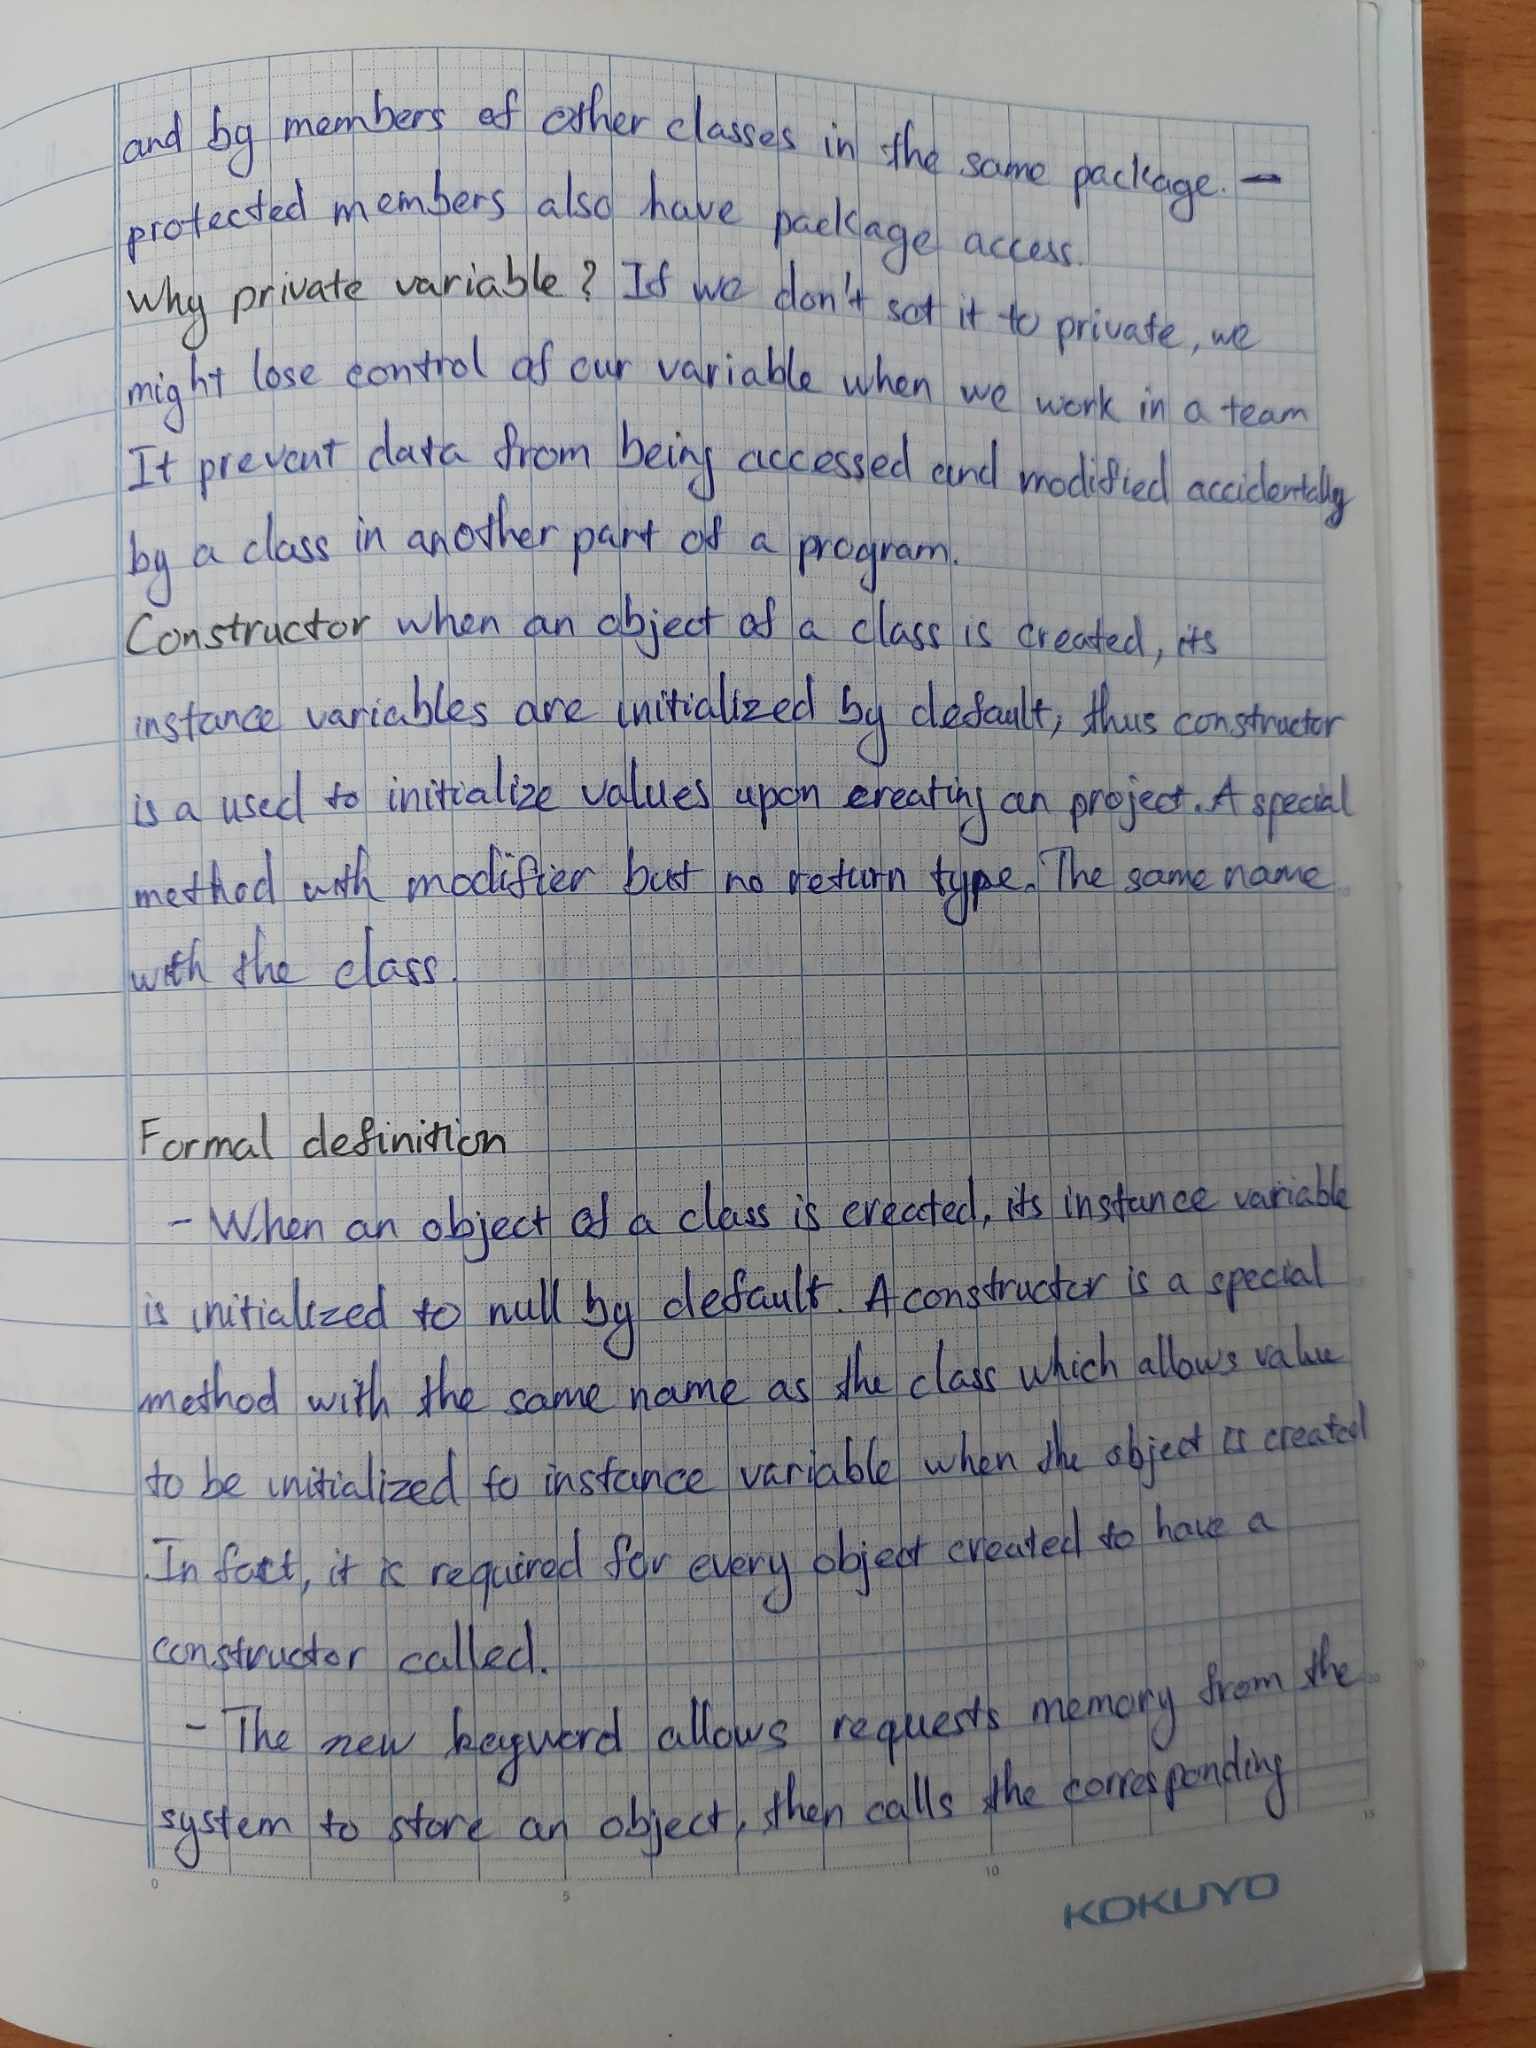 and by members of other classes in the same package. –
protected members also have package access.
Why private variable? If we don't set it to private, we
might lose control of our variable when we work in a team
It prevent data from being accessed and modified accidentally
by a class in another part of a program.
Constructor when an object of a class is created, its
instance variables are initialized by default, thus constructor
is a used to initialize values upon creating an project. A special
method with modifier but no return type. The same name
with the class.
Formal definition
- When an object of a class is created, its instance variable
is initialized to null by default. A constructor is a special
method with the same name as the class which allows value
to be initialized to instance variable when the object is created
In fact, it is required for every object created to have a
constructor called.
- The new keyword allows requests memory from the
system to store an object, then calls the corresponding
0 5 10 15
KOKUYO